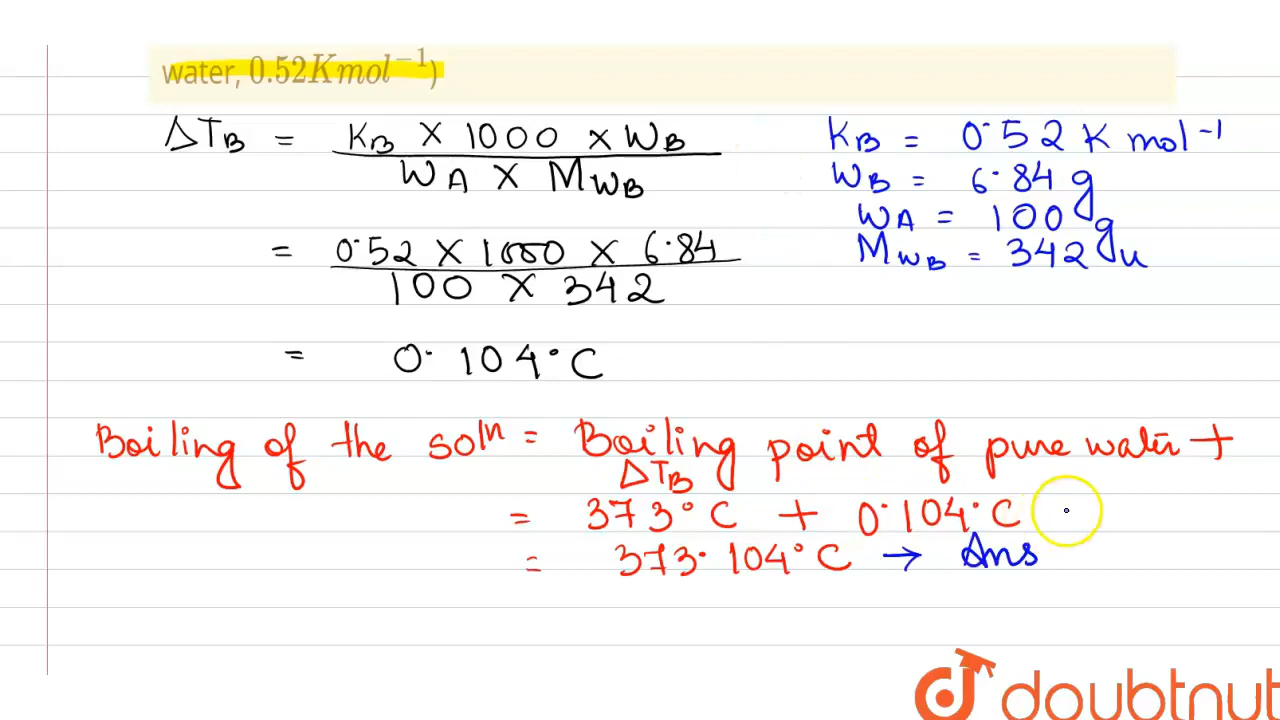 water, 0.52Kmol⁻¹)
ΔTB = KB X 1000 x WB
WA X MWB
= 0.52 X 1000 X 6.84
100 X 342
= 0.104°C
KB = 0.52 K mol-1
WB = 6.84 g
WA = 100 g
MWB = 342 u
Boiling of the solⁿ = Boiling point of pure water +
ΔTB
= 373°C + 0.104°C
= 373.104°C → Ans
doubtnut